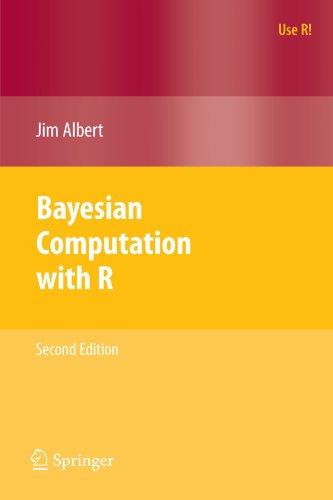 Use R!
Jim Albert
Bayesian
Computation
with R
Second Edition
Springer